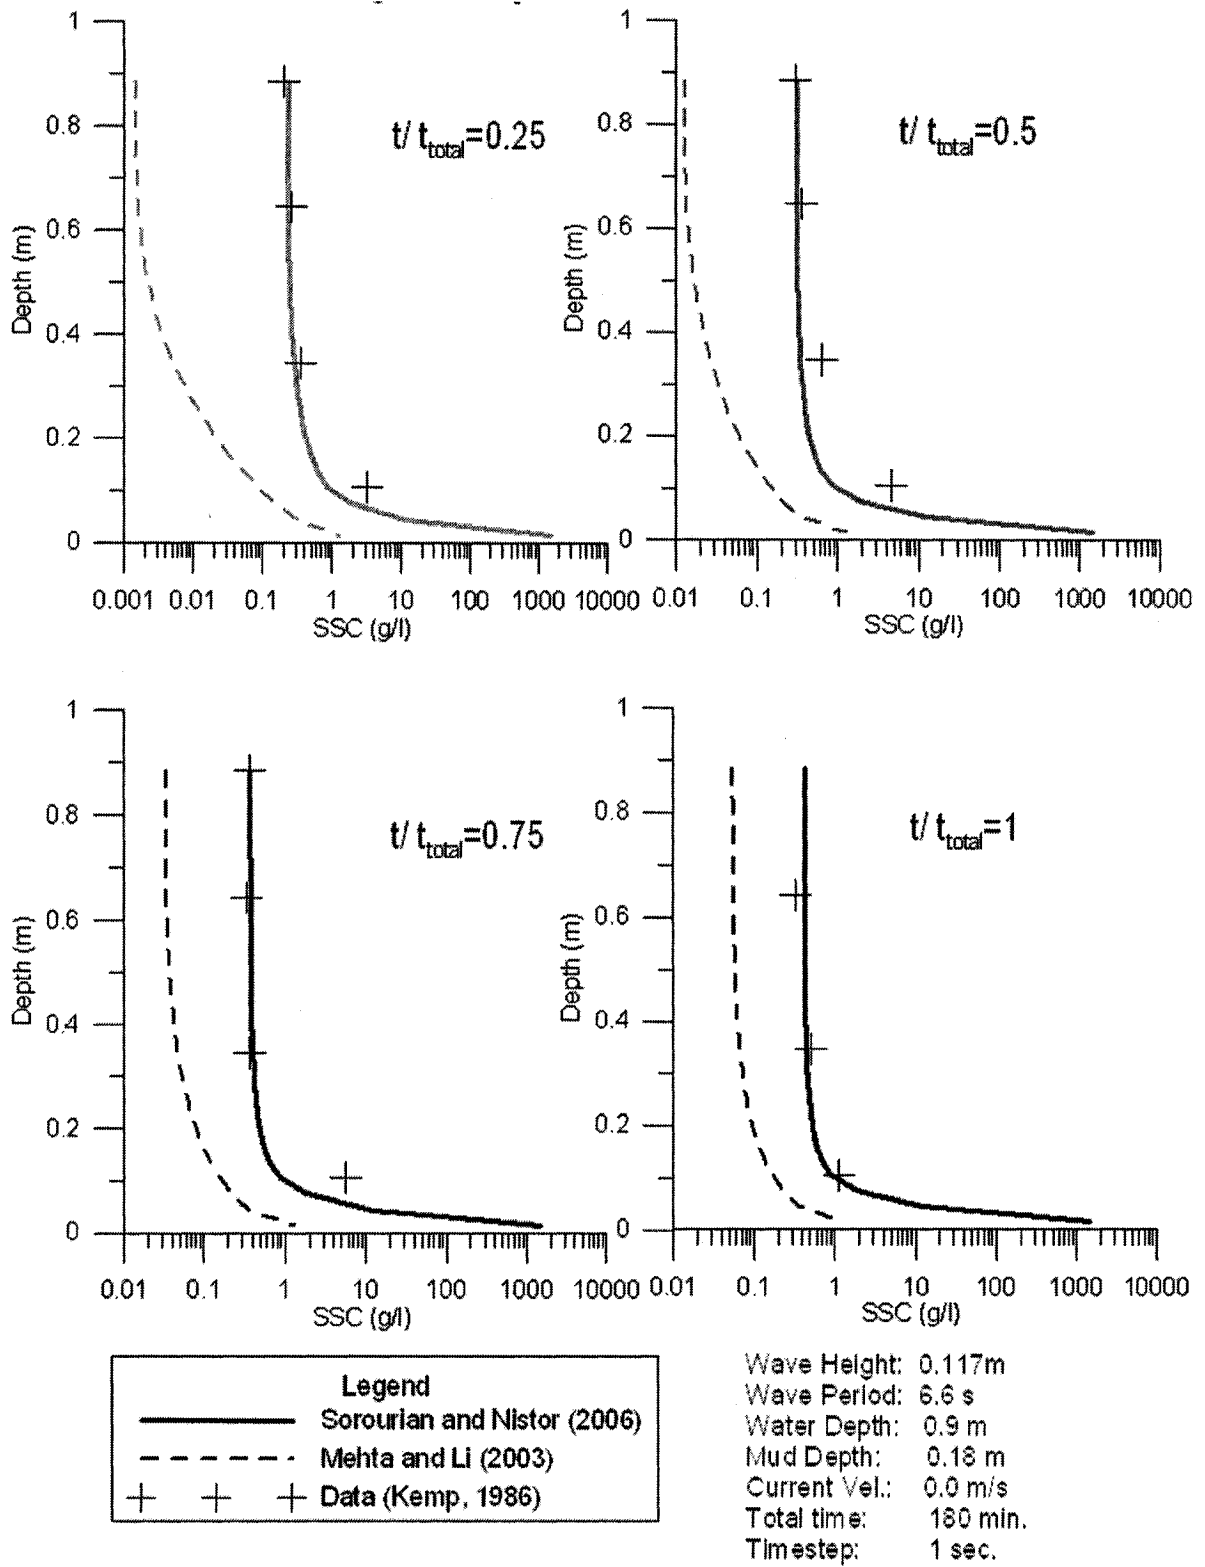 1
0.8
0.6
0.4
0.2
0
Depth (m)
t/ t total=0.25
0.001 0.01 0.1 1 10 100 1000 10000
SSC (g/l)
1
0.8
0.6
0.4
0.2
0
Depth (m)
t/ t total=0.5
0.01 0.1 1 10 100 1000 10000
SSC (g/l)
1
0.8
0.6
0.4
0.2
0
Depth (m)
t/ t total=0.75
0.01 0.1 1 10 100 1000 10000
SSC (g/l)
1
0.8
0.6
0.4
0.2
0
Depth (m)
t/ t total=1
0.01 0.1 1 10 100 1000 10000
SSC (g/l)
Legend
Sorourian and Nistor (2006)
Mehta and Li (2003)
Data (Kemp, 1986)
Wave Height: 0.117m
Wave Period: 6.6 s
Water Depth: 0.9 m
Mud Depth: 0.18 m
Current Vel.: 0.0 m/s
Total time: 180 min.
Timestep: 1 sec.